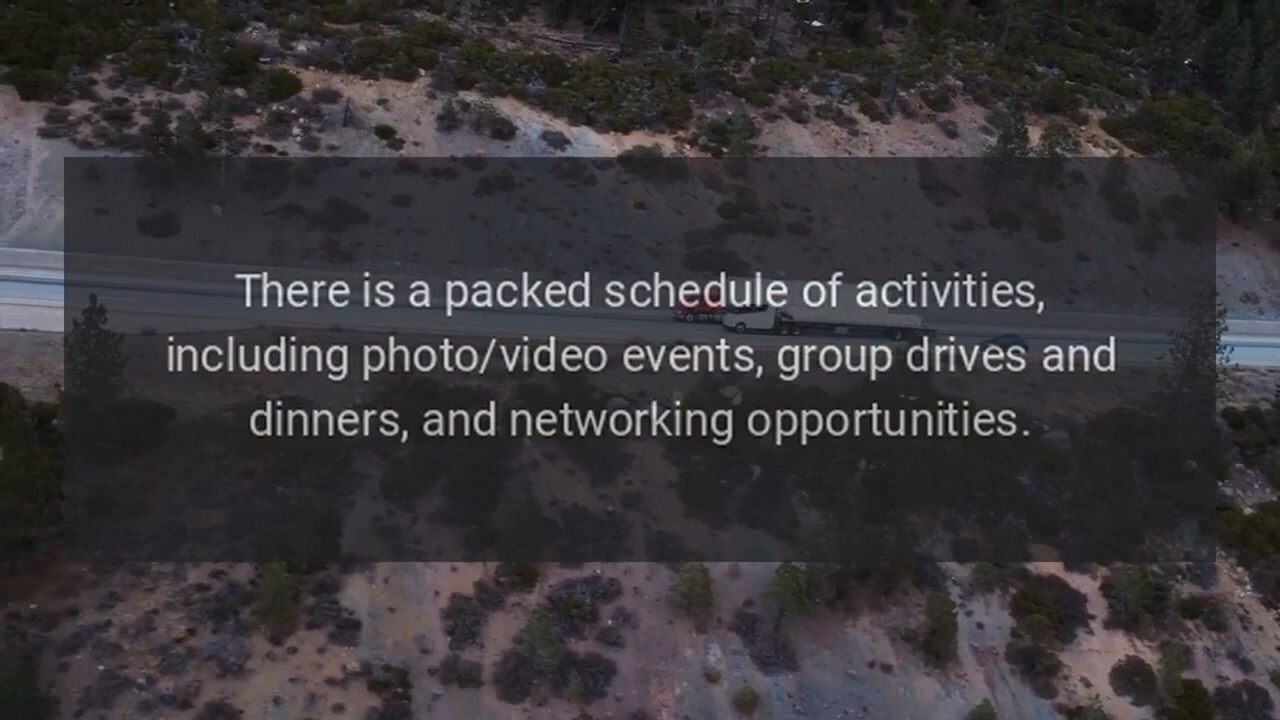 There is a packed schedule of activities,
including photo/video events, group drives and
dinners, and networking opportunities.